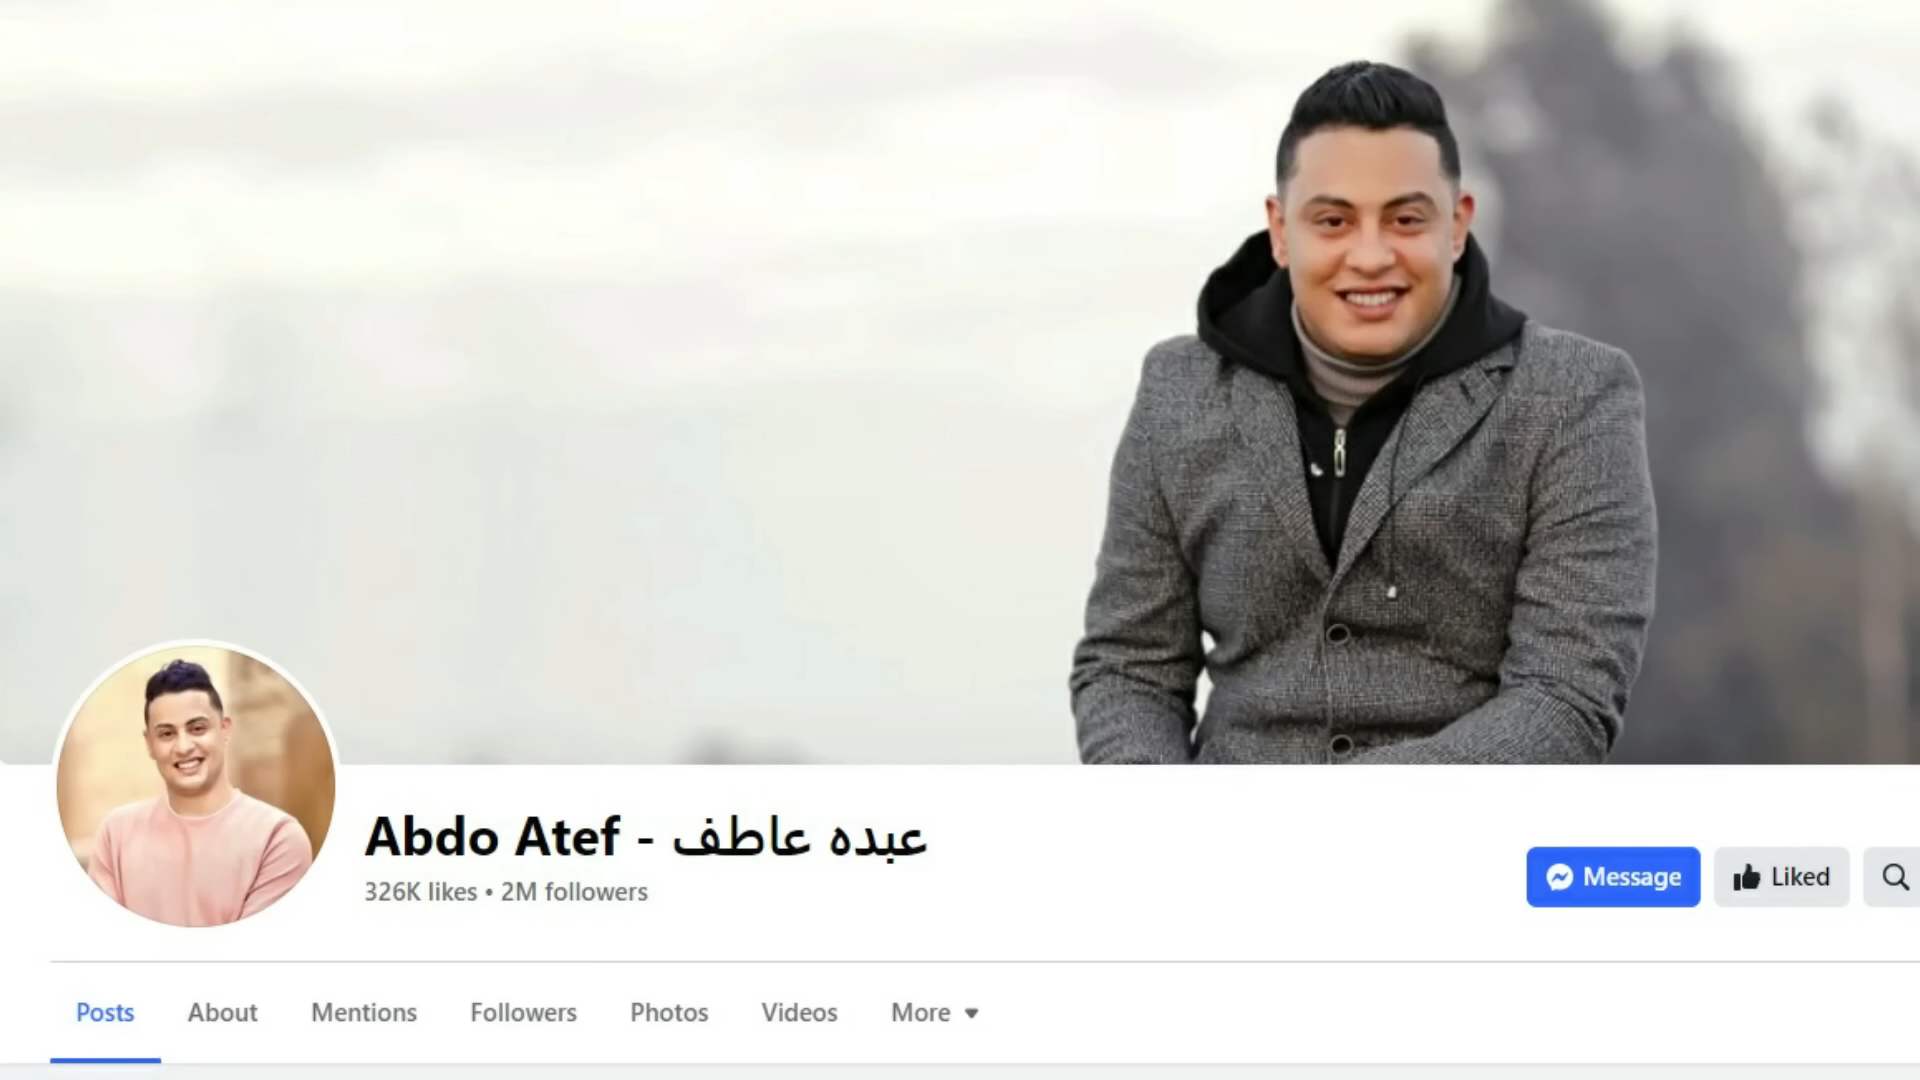 Abdo Atef - عبده عاطف
326K likes • 2M followers
Message
Liked
Posts
About
Mentions
Followers
Photos
Videos
More